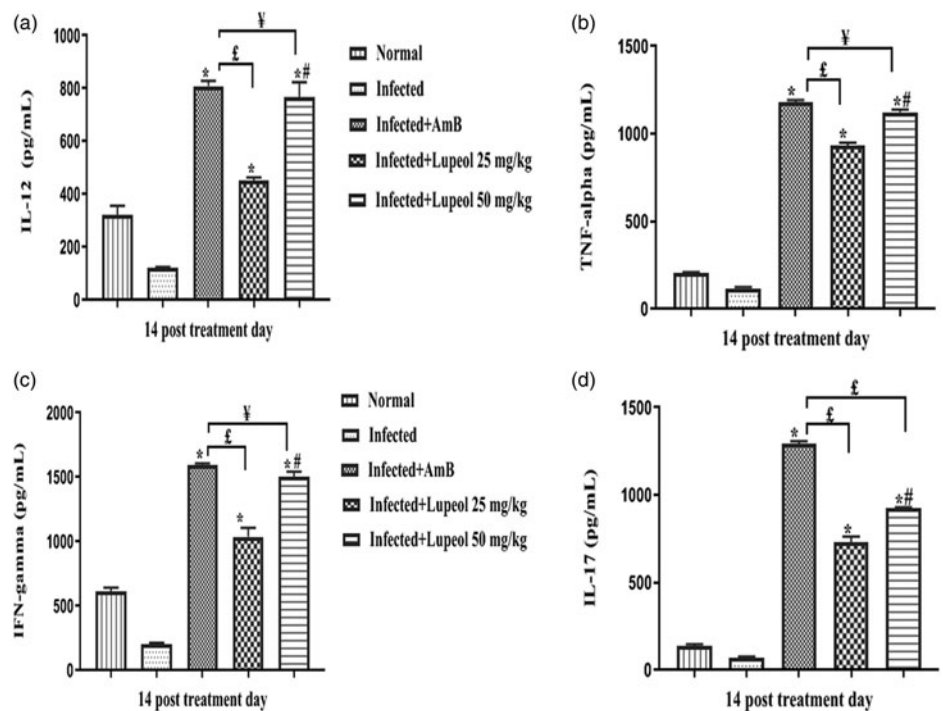 (a)
IL-12 (pg/mL)
1000
800
600
400
200
0
*
£
*
¥
*#
14 post treatment day
Normal
Infected
Infected+AmB
Infected+Lupeol 25 mg/kg
Infected+Lupeol 50 mg/kg
(b)
TNF-alpha (pg/mL)
1500
1000
500
0
*
£
*
¥
*#
14 post treatment day
(c)
IFN-gamma (pg/mL)
2000
1500
1000
500
0
*
£
*
¥
*#
14 post treatment day
Normal
Infected
Infected+AmB
Infected+Lupeol 25 mg/kg
Infected+Lupeol 50 mg/kg
(d)
IL-17 (pg/mL)
1500
1000
500
0
*
£
*
£
*#
14 post treatment day